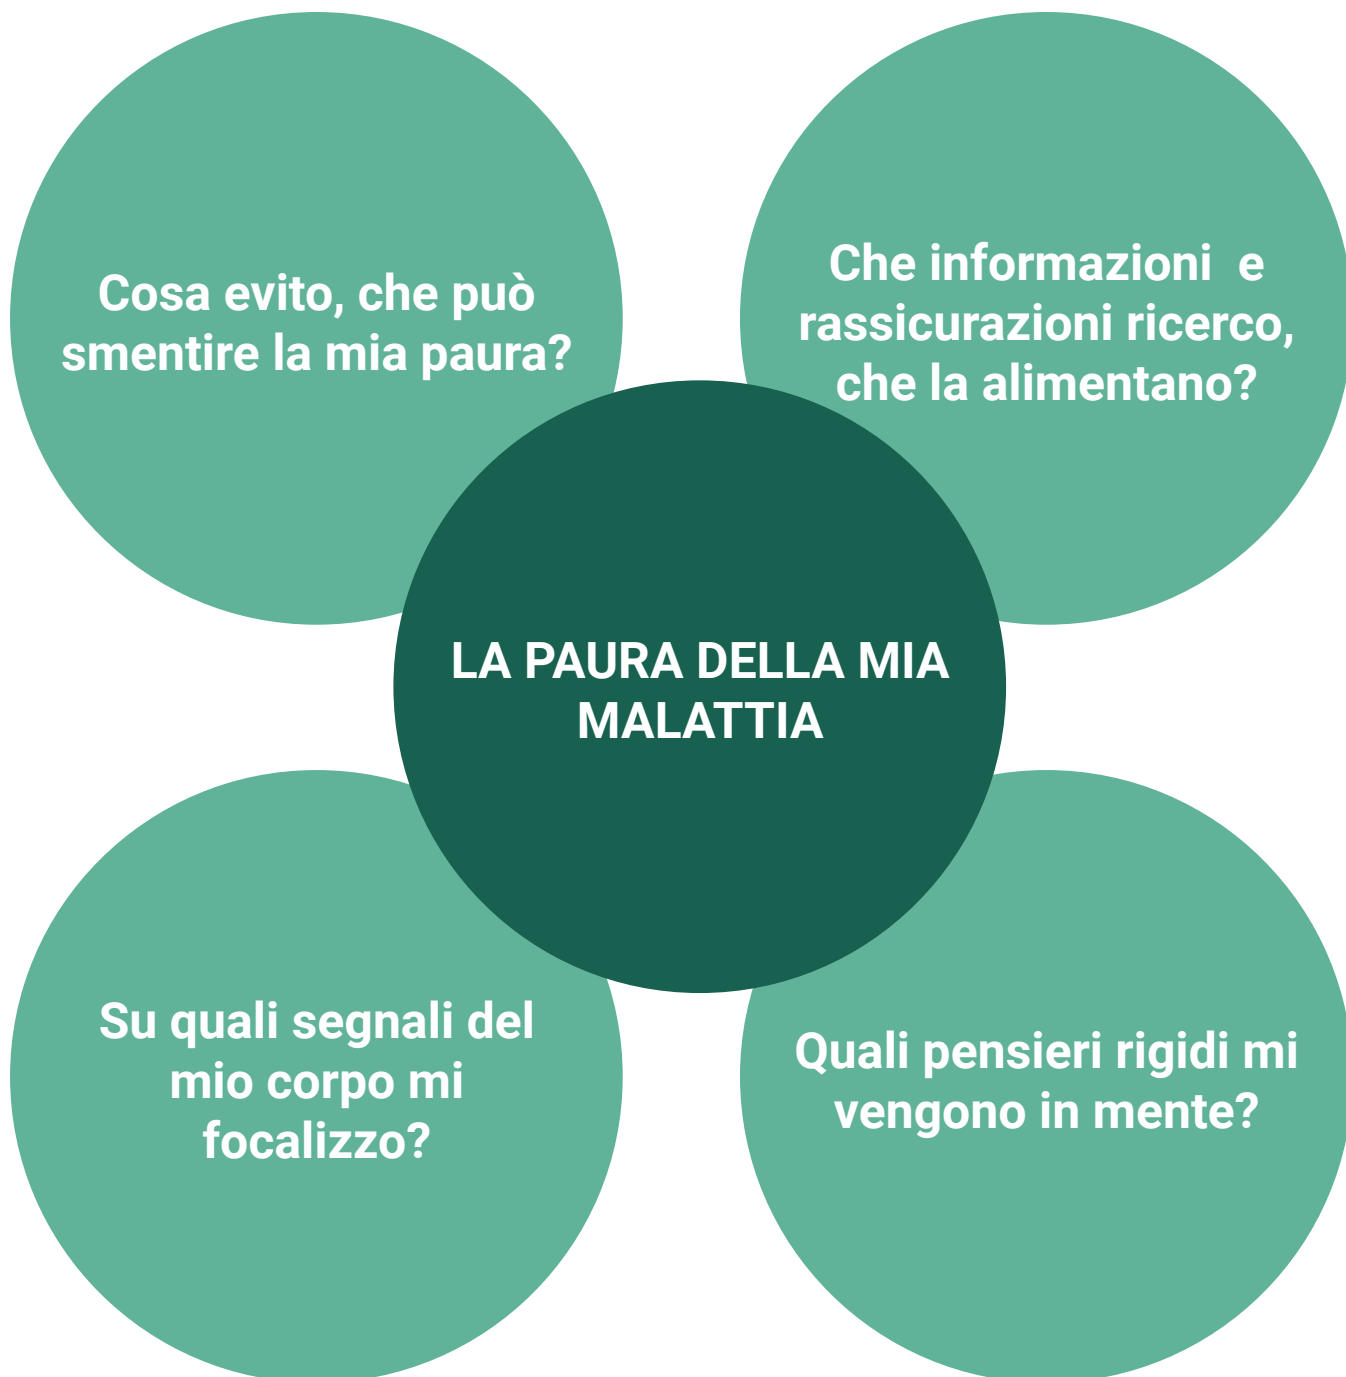 Cosa evito, che può
smentire la mia paura?
Che informazioni e
rassicurazioni ricerco,
che la alimentano?
LA PAURA DELLA MIA
MALATTIA
Su quali segnali del
mio corpo mi
focalizzo?
Quali pensieri rigidi mi
vengono in mente?